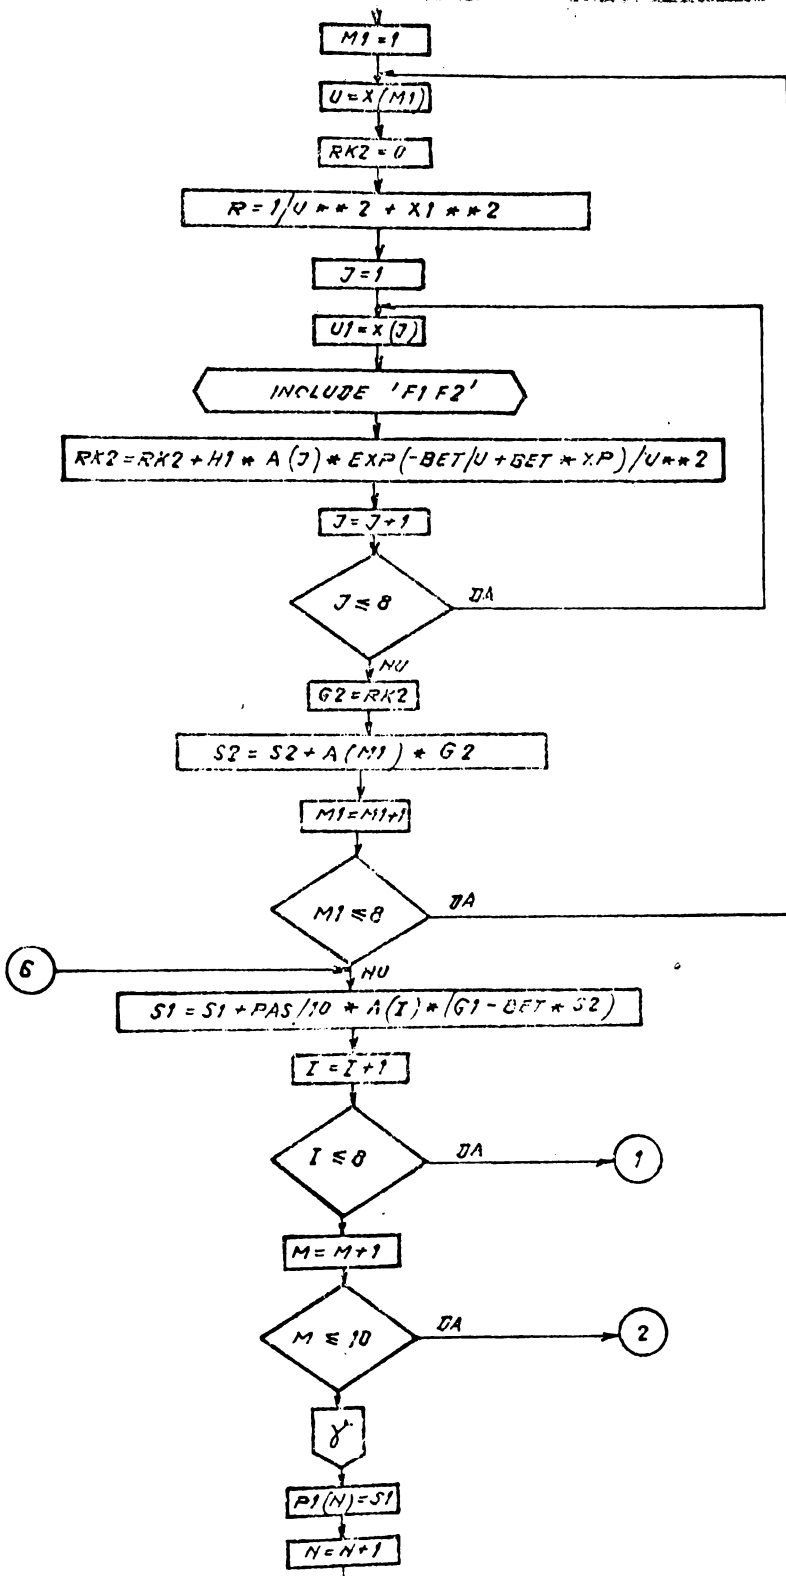 M1=1
U=X(M1)
RK2=0
R=1/U**2 + X1**2
J=1
U1=X(J)
INCLUDE 'F1F2'
RK2=RK2+H1*A(J)*EXP(-BET/U+BET*XP)/U**2
J=J+1
J≤8
DA
NU
G2=RK2
S2=S2+A(M1)*G2
M1=M1+1
M1≤8
DA
6
NU
S1=S1+PAS/10*A(I)*(G1-BET*S2)
I=I+1
I≤8
DA
1
M=M+1
M≤10
DA
2
γ
P1(N)=S1
N=N+1